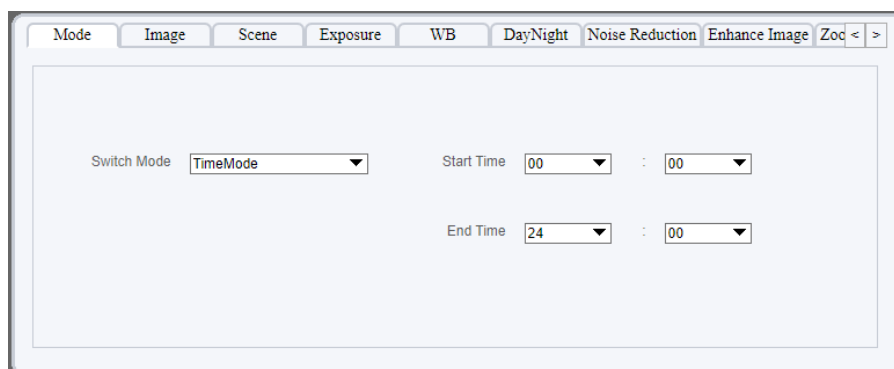 Mode Image Scene Exposure WB DayNight Noise Reduction Enhance Image Zoo < >
Switch Mode TimeMode Start Time 00 : 00
End Time 24 : 00